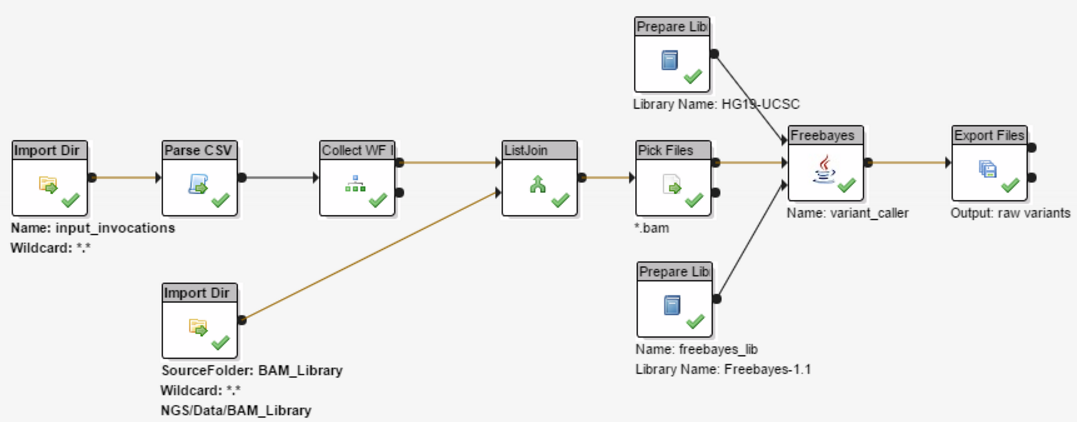 Prepare Lib
Library Name: HG19-UCSC
Import Dir
Name: input_invocations
Wildcard: *.*
Parse CSV
Collect WF I
ListJoin
Pick Files
*.bam
Freebayes
Name: variant_caller
Export Files
Output: raw variants
Import Dir
SourceFolder: BAM_Library
Wildcard: *.*
NGS/Data/BAM_Library
Prepare Lib
Name: freebayes_lib
Library Name: Freebayes-1.1